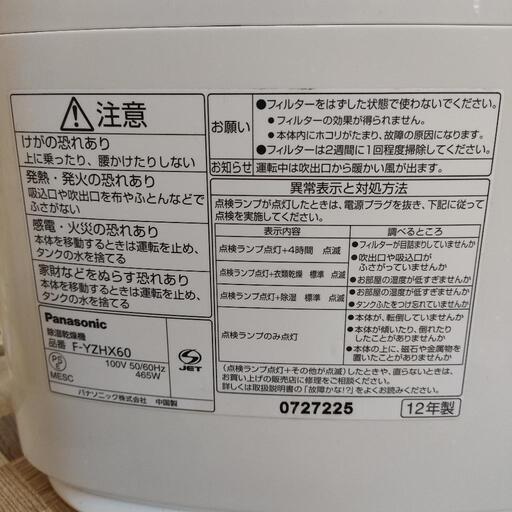 注意
けがの恐れあり
上に乗ったり、腰かけたりしない
発熱・発火の恐れあり
吸込口や吹出口を布やふとんなどで
ふさがない
感電・火災の恐れあり
本体を移動するときは運転を止め、
タンクの水を捨てる
家財などをぬらす恐れあり
本体を移動するときは運転を止め、
タンクの水を捨てる
Panasonic
除湿乾燥機
品番 F-YZHX60
100V 50/60Hz
465W
PS
E
MESC
JET
パナソニック株式会社 中国製
お願い
●フィルターをはずした状態で使わないでください。
●フィルターの効果が得られません。
●本体内にホコリがたまり、故障の原因になります。
●フィルターは2週間に1回程度掃除してください。
お知らせ 運転中は吹出口から暖かい風が出ます。
異常表示と対処方法
点検ランプが点灯したときは、電源プラグを抜き、下記に従って
点検を実施してください。
表示内容 調べるところ
点検ランプ点灯+4時間 点滅 ●フィルターが目詰まりしていませんか
●吹出口や吸込口が
ふさがっていませんか
点検ランプ点灯+衣類乾燥 標準 点滅 ●お部屋の湿度が低すぎませんか
点検ランプ点灯+除湿 標準 点滅 ●お部屋の温度が低すぎませんか
●タンクふたをつけ忘れていませんか
点検ランプのみ点灯 ●本体が、転倒していませんか
●本体が傾いたり、倒れたり
したことがありませんか
●本体の上に、磁石や金属物を
置いたことがありませんか
(点検ランプ点灯+その他が点滅)したときや、直らないときは、
お買い上げの販売店に修理をご相談ください。
詳しくは取扱説明書の「故障かな!?」をよくお読みください。
0727225 12年製